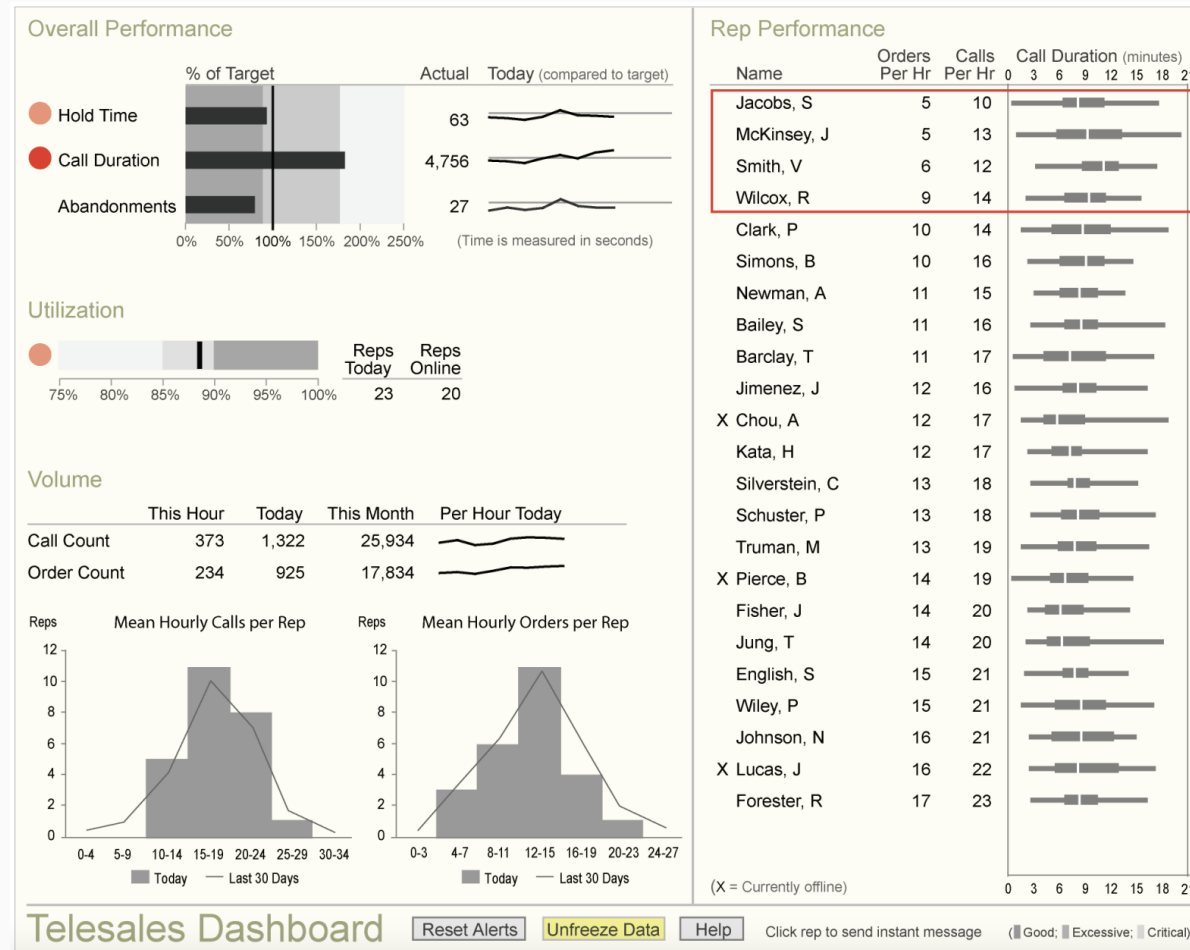 Overall Performance
% of Target Actual Today (compared to target)
Hold Time 63
Call Duration 4,756
Abandonments 27
0% 50% 100% 150% 200% 250% (Time is measured in seconds)
Utilization
Reps Today Reps Online
75% 80% 85% 90% 95% 100% 23 20
Volume
This Hour Today This Month Per Hour Today
Call Count 373 1,322 25,934
Order Count 234 925 17,834
Reps Mean Hourly Calls per Rep
12
10
8
6
4
2
0
0-4 5-9 10-14 15-19 20-24 25-29 30-34
Today Last 30 Days
Reps Mean Hourly Orders per Rep
12
10
8
6
4
2
0
0-3 4-7 8-11 12-15 16-19 20-23 24-27
Today Last 30 Days
Rep Performance
Name Orders Per Hr Calls Per Hr Call Duration (minutes)
0 3 6 9 12 15 18
Jacobs, S 5 10
McKinsey, J 5 13
Smith, V 6 12
Wilcox, R 9 14
Clark, P 10 14
Simons, B 10 16
Newman, A 11 15
Bailey, S 11 16
Barclay, T 11 17
Jimenez, J 12 16
X Chou, A 12 17
Kata, H 12 17
Silverstein, C 13 18
Schuster, P 13 18
Truman, M 13 19
X Pierce, B 14 19
Fisher, J 14 20
Jung, T 14 20
English, S 15 21
Wiley, P 15 21
Johnson, N 16 21
X Lucas, J 16 22
Forester, R 17 23
(X = Currently offline) 0 3 6 9 12 15 18
Telesales Dashboard Reset Alerts Unfreeze Data Help Click rep to send instant message (Good; Excessive; Critical)